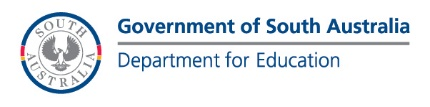 SOUTH
AUSTRALIA
Government of South Australia
Department for Education